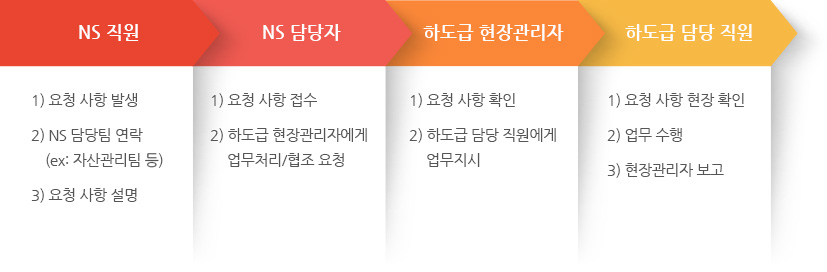 NS 직원
1) 요청 사항 발생
2) NS 담당팀 연락
(ex: 자산관리팀 등)
3) 요청 사항 설명
NS 담당자
1) 요청 사항 접수
2) 하도급 현장관리자에게
업무처리/협조 요청
하도급 현장관리자
1) 요청 사항 확인
2) 하도급 담당 직원에게
업무지시
하도급 담당 직원
1) 요청 사항 현장 확인
2) 업무 수행
3) 현장관리자 보고